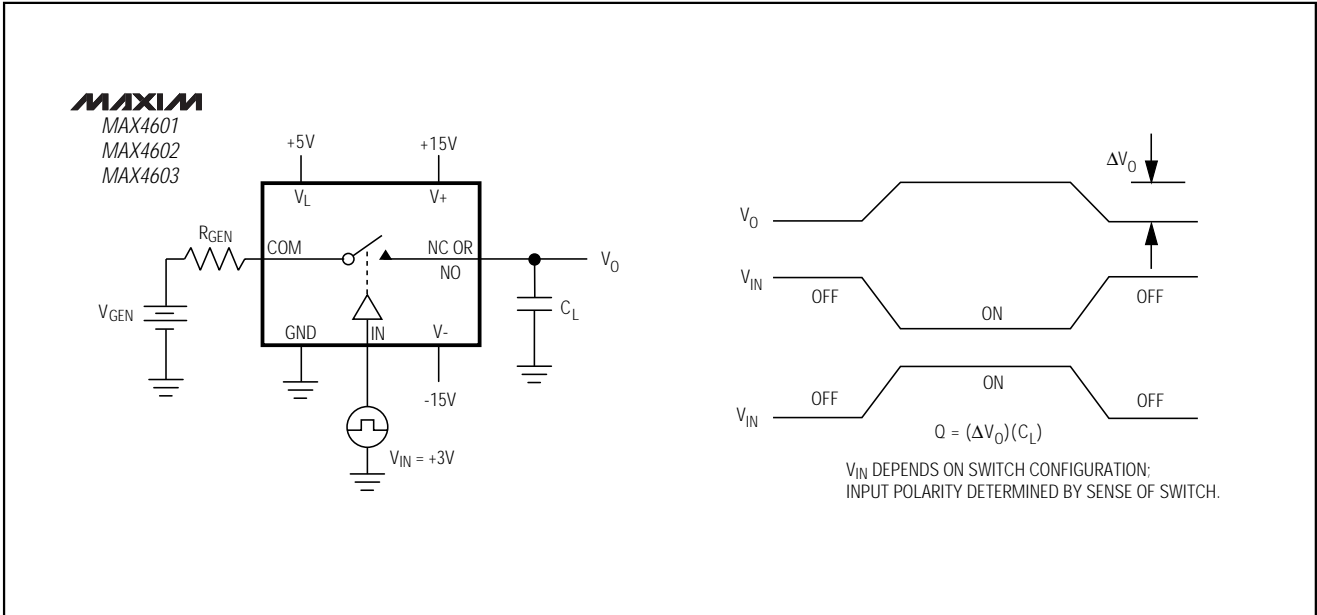 MAXIM
MAX4601
MAX4602
MAX4603
+5V
+15V
VL
V+
RGEN
COM
NC OR
NO
VO
VGEN
CL
GND
IN
V-
-15V
VIN = +3V
ΔVO
VO
VIN
OFF
ON
OFF
VIN
OFF
ON
OFF
Q = (ΔVO)(CL)
VIN DEPENDS ON SWITCH CONFIGURATION;
INPUT POLARITY DETERMINED BY SENSE OF SWITCH.